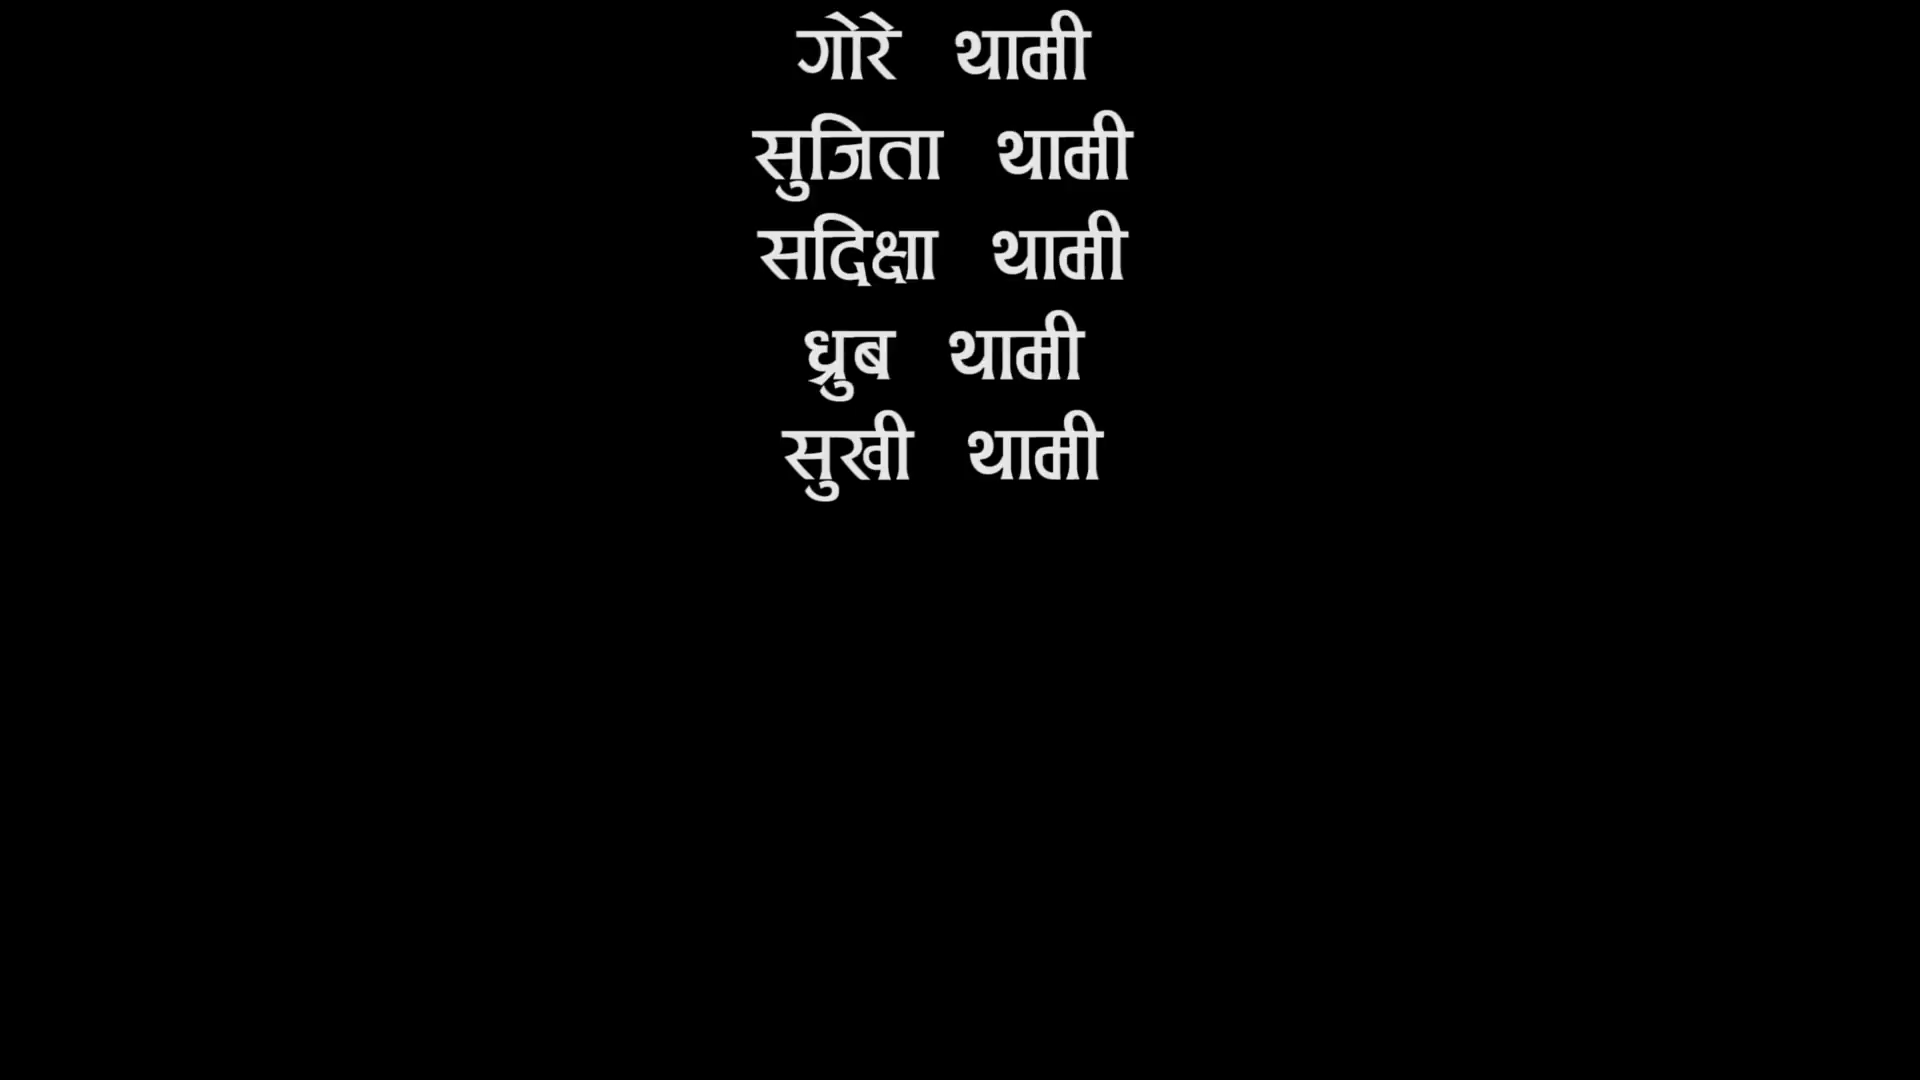 गोरे थामी
सुजिता थामी
सदिक्षा थामी
ध्रुब थामी
सुखी थामी